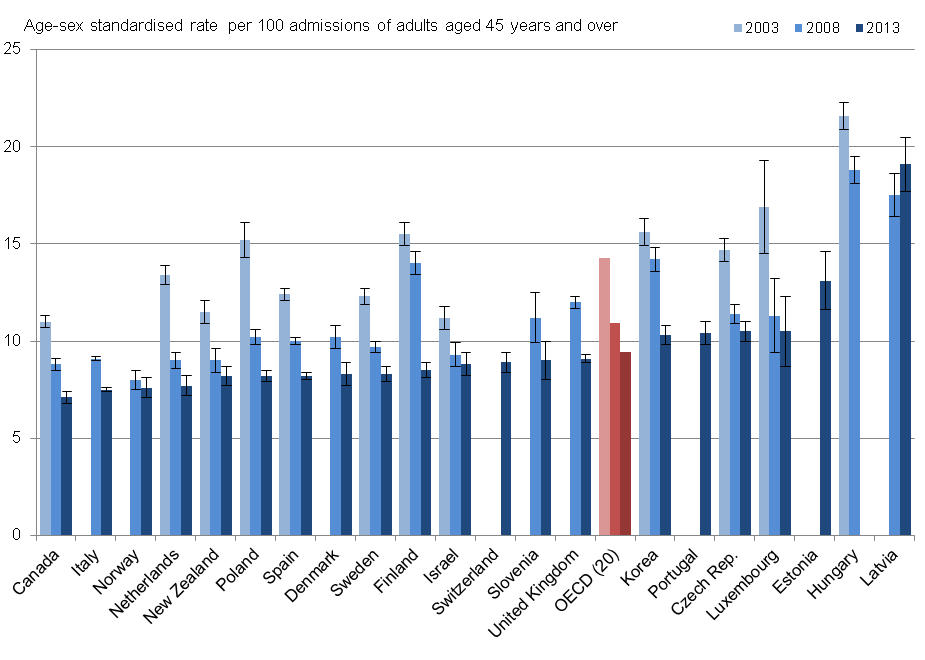 Age-sex standardised rate per 100 admissions of adults aged 45 years and over
2003 2008 2013
25
20
15
10
5
0
Canada
Italy
Norway
Netherlands
New Zealand
Poland
Spain
Denmark
Sweden
Finland
Israel
Switzerland
Slovenia
United Kingdom
OECD (20)
Korea
Portugal
Czech Rep.
Luxembourg
Estonia
Hungary
Latvia